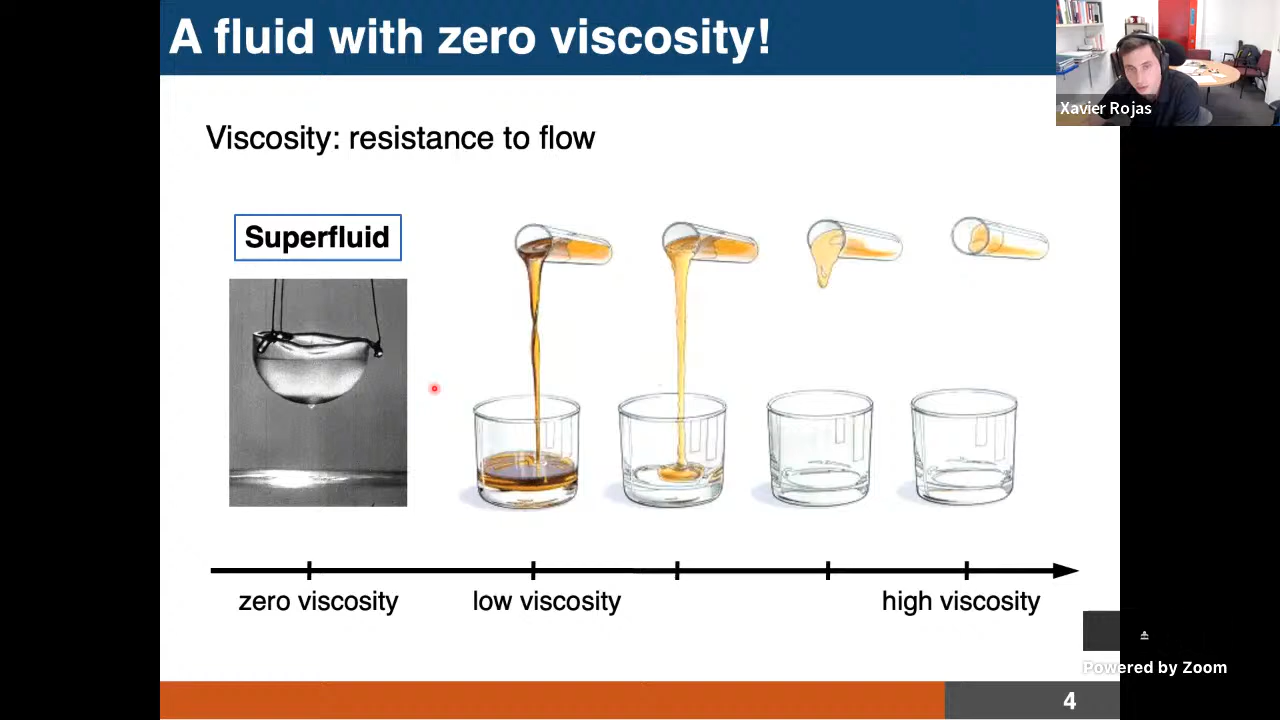 A fluid with zero viscosity!
Xavier Rojas
Viscosity: resistance to flow
Superfluid
zero viscosity
low viscosity
high viscosity
Powered by Zoom
4